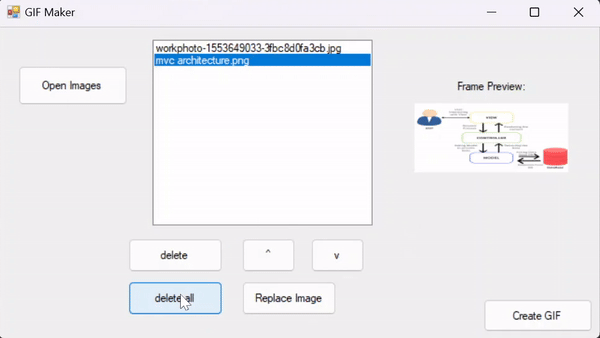 GIF Maker
Open Images
workphoto-1553649033-3fbc8d0fa3cb.jpg
mvc architecture.png
Frame Preview:
VIEW
CONTROLLER
MODEL
delete
^
v
delete all
Replace Image
Create GIF